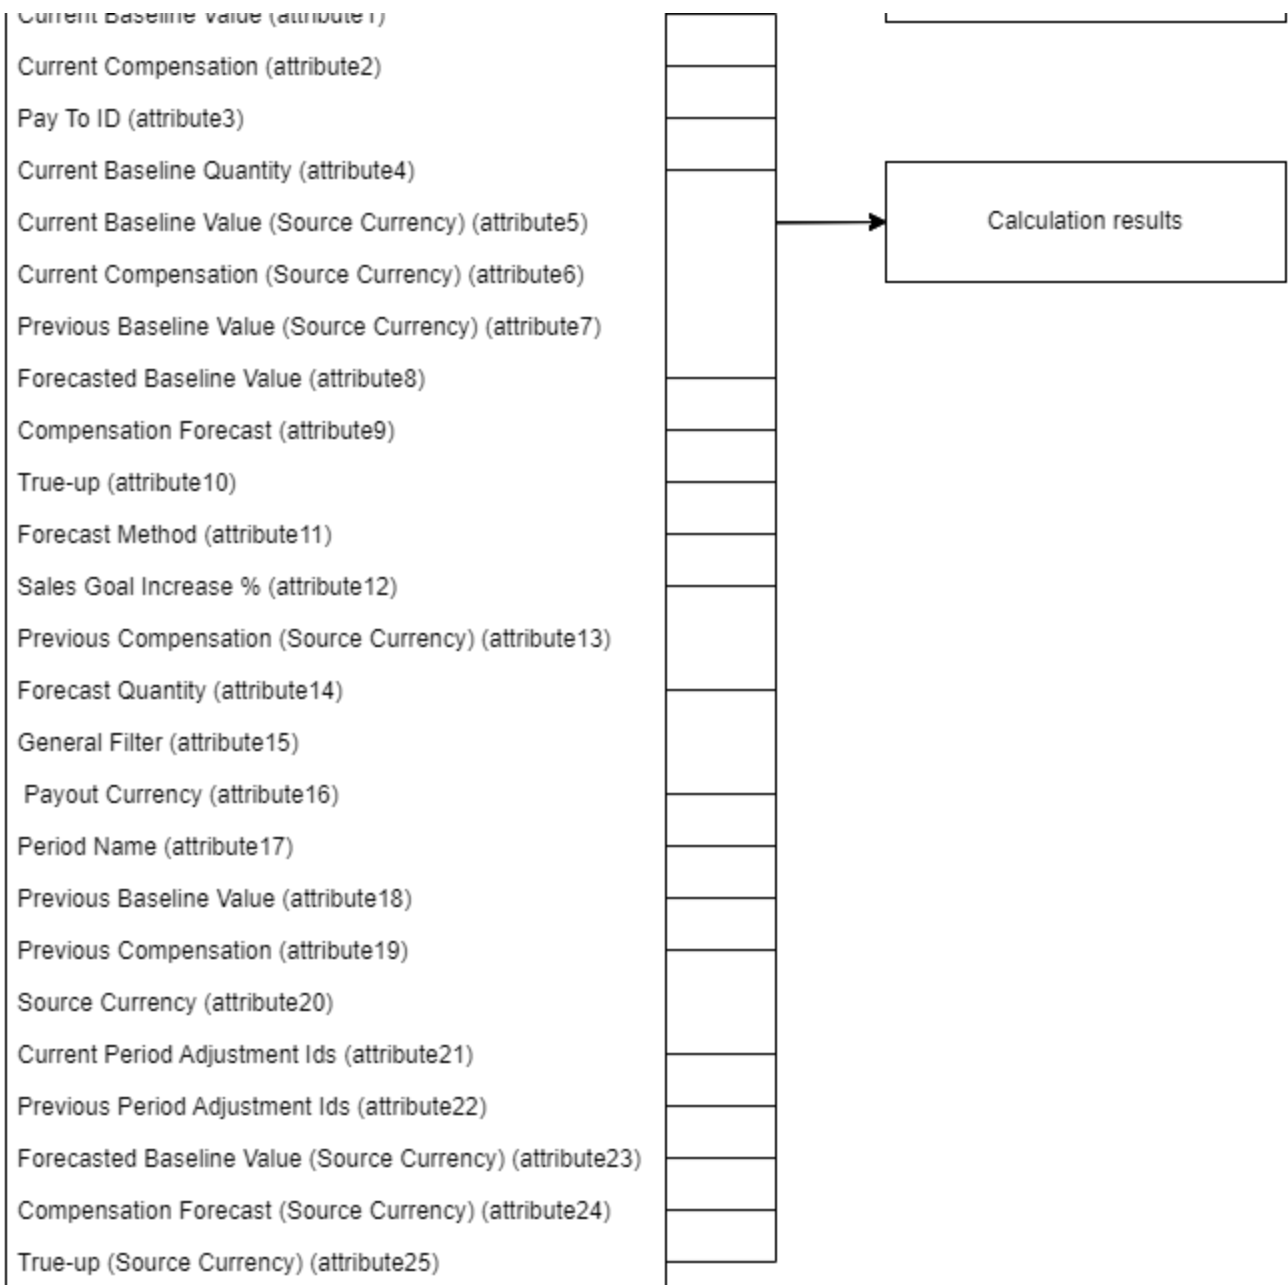 Current Baseline Value (attribute1)
Current Compensation (attribute2)
Pay To ID (attribute3)
Current Baseline Quantity (attribute4)
Current Baseline Value (Source Currency) (attribute5)
Calculation results
Current Compensation (Source Currency) (attribute6)
Previous Baseline Value (Source Currency) (attribute7)
Forecasted Baseline Value (attribute8)
Compensation Forecast (attribute9)
True-up (attribute10)
Forecast Method (attribute11)
Sales Goal Increase % (attribute12)
Previous Compensation (Source Currency) (attribute13)
Forecast Quantity (attribute14)
General Filter (attribute15)
Payout Currency (attribute16)
Period Name (attribute17)
Previous Baseline Value (attribute18)
Previous Compensation (attribute19)
Source Currency (attribute20)
Current Period Adjustment Ids (attribute21)
Previous Period Adjustment Ids (attribute22)
Forecasted Baseline Value (Source Currency) (attribute23)
Compensation Forecast (Source Currency) (attribute24)
True-up (Source Currency) (attribute25)